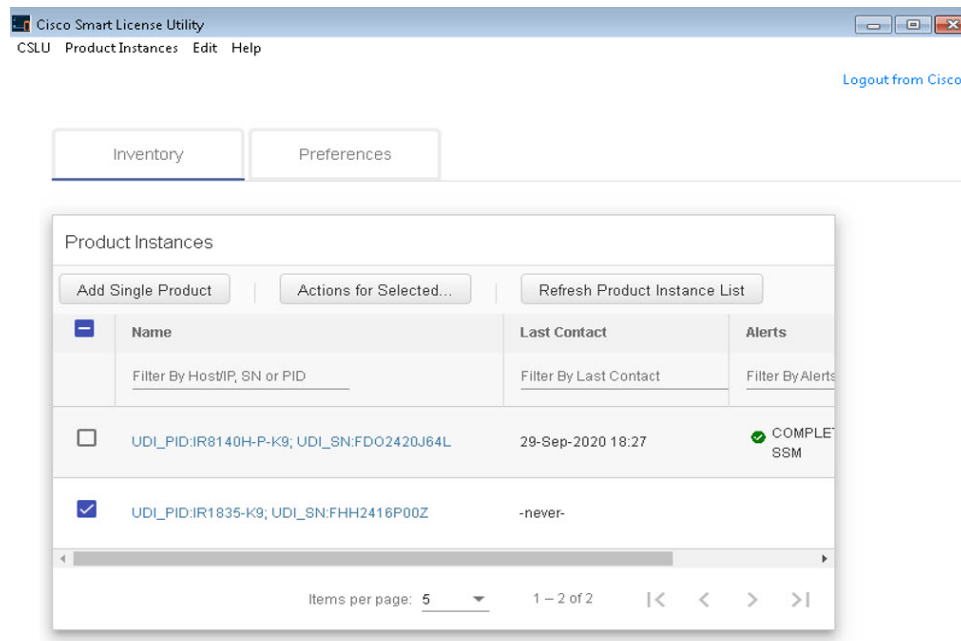 Cisco Smart License Utility
CSLU Product Instances Edit Help
Logout from Cisco
Inventory Preferences
Product Instances
Add Single Product Actions for Selected... Refresh Product Instance List
Name Last Contact Alerts
Filter By Host/IP, SN or PID Filter By Last Contact Filter By Alerts
UDI_PID:IR8140H-P-K9; UDI_SN:FDO2420J64L 29-Sep-2020 18:27 COMPLET
SSM
UDI_PID:IR1835-K9; UDI_SN:FHH2416P00Z -never-
Items per page: 5 1 – 2 of 2